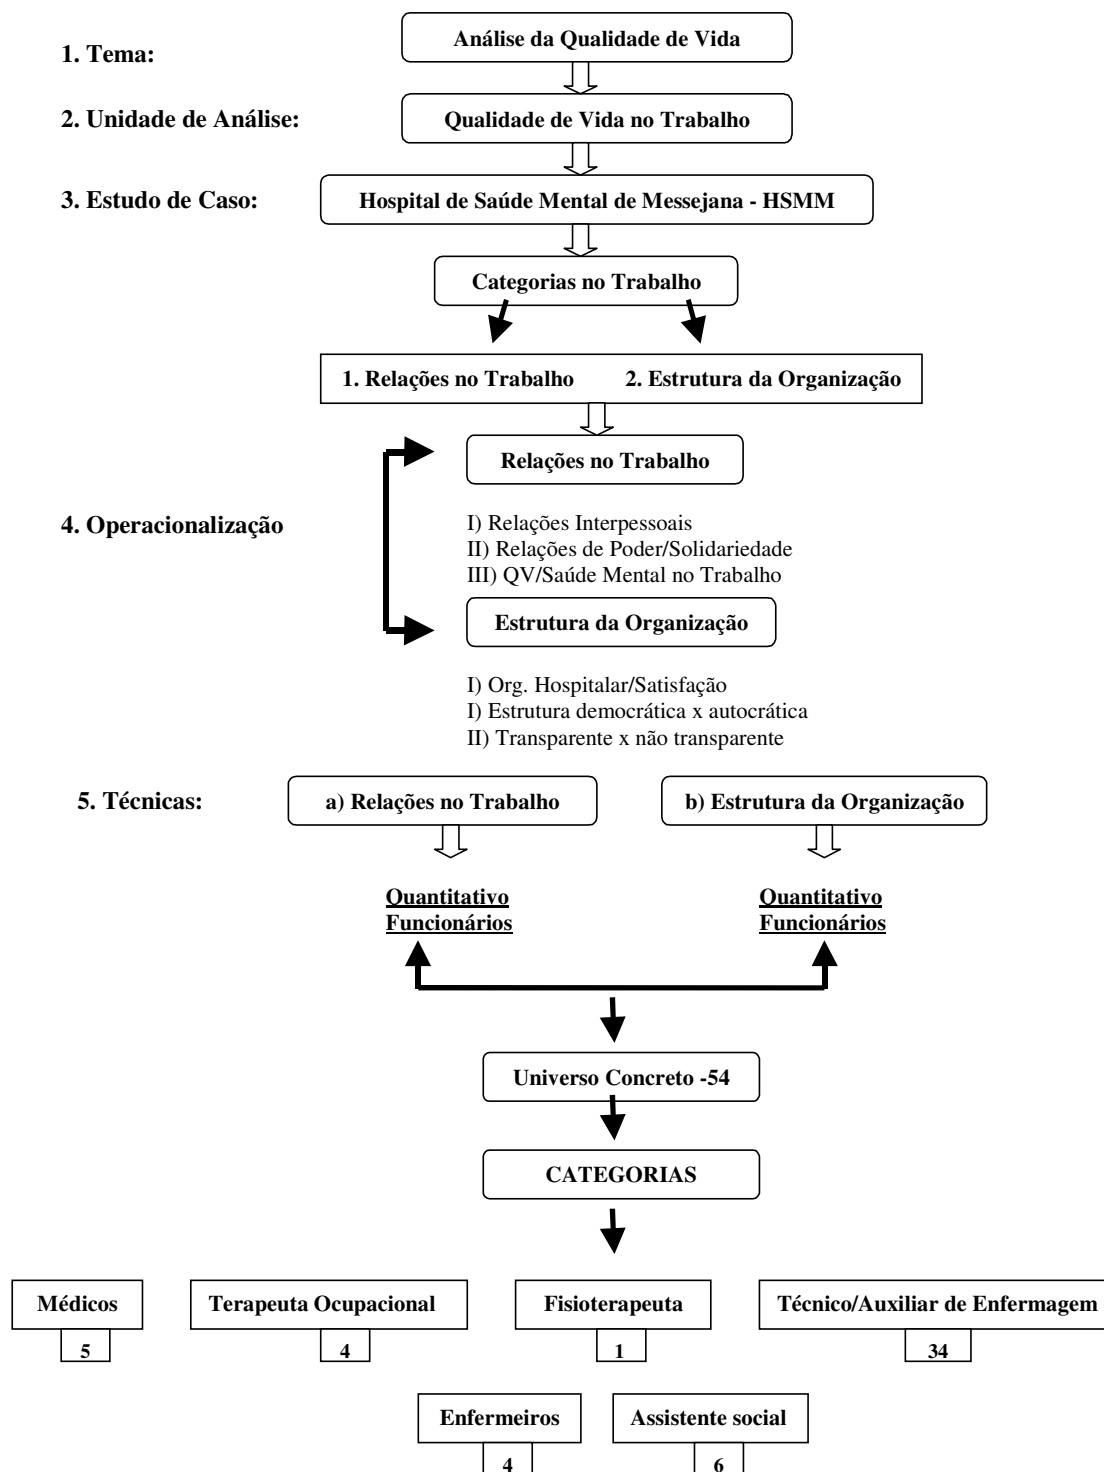 Análise da Qualidade de Vida
1. Tema:
2. Unidade de Análise:
Qualidade de Vida no Trabalho
3. Estudo de Caso:
Hospital de Saúde Mental de Messejana - HSMM
Categorias no Trabalho
1. Relações no Trabalho 2. Estrutura da Organização
Relações no Trabalho
4. Operacionalização
I) Relações Interpessoais
II) Relações de Poder/Solidariedade
III) QV/Saúde Mental no Trabalho
Estrutura da Organização
I) Org. Hospitalar/Satisfação
I) Estrutura democrática x autocrática
II) Transparente x não transparente
5. Técnicas:
a) Relações no Trabalho
b) Estrutura da Organização
Quantitativo
Funcionários
Quantitativo
Funcionários
Universo Concreto -54
CATEGORIAS
Médicos
5
Terapeuta Ocupacional
4
Fisioterapeuta
1
Técnico/Auxiliar de Enfermagem
34
Enfermeiros
4
Assistente social
6